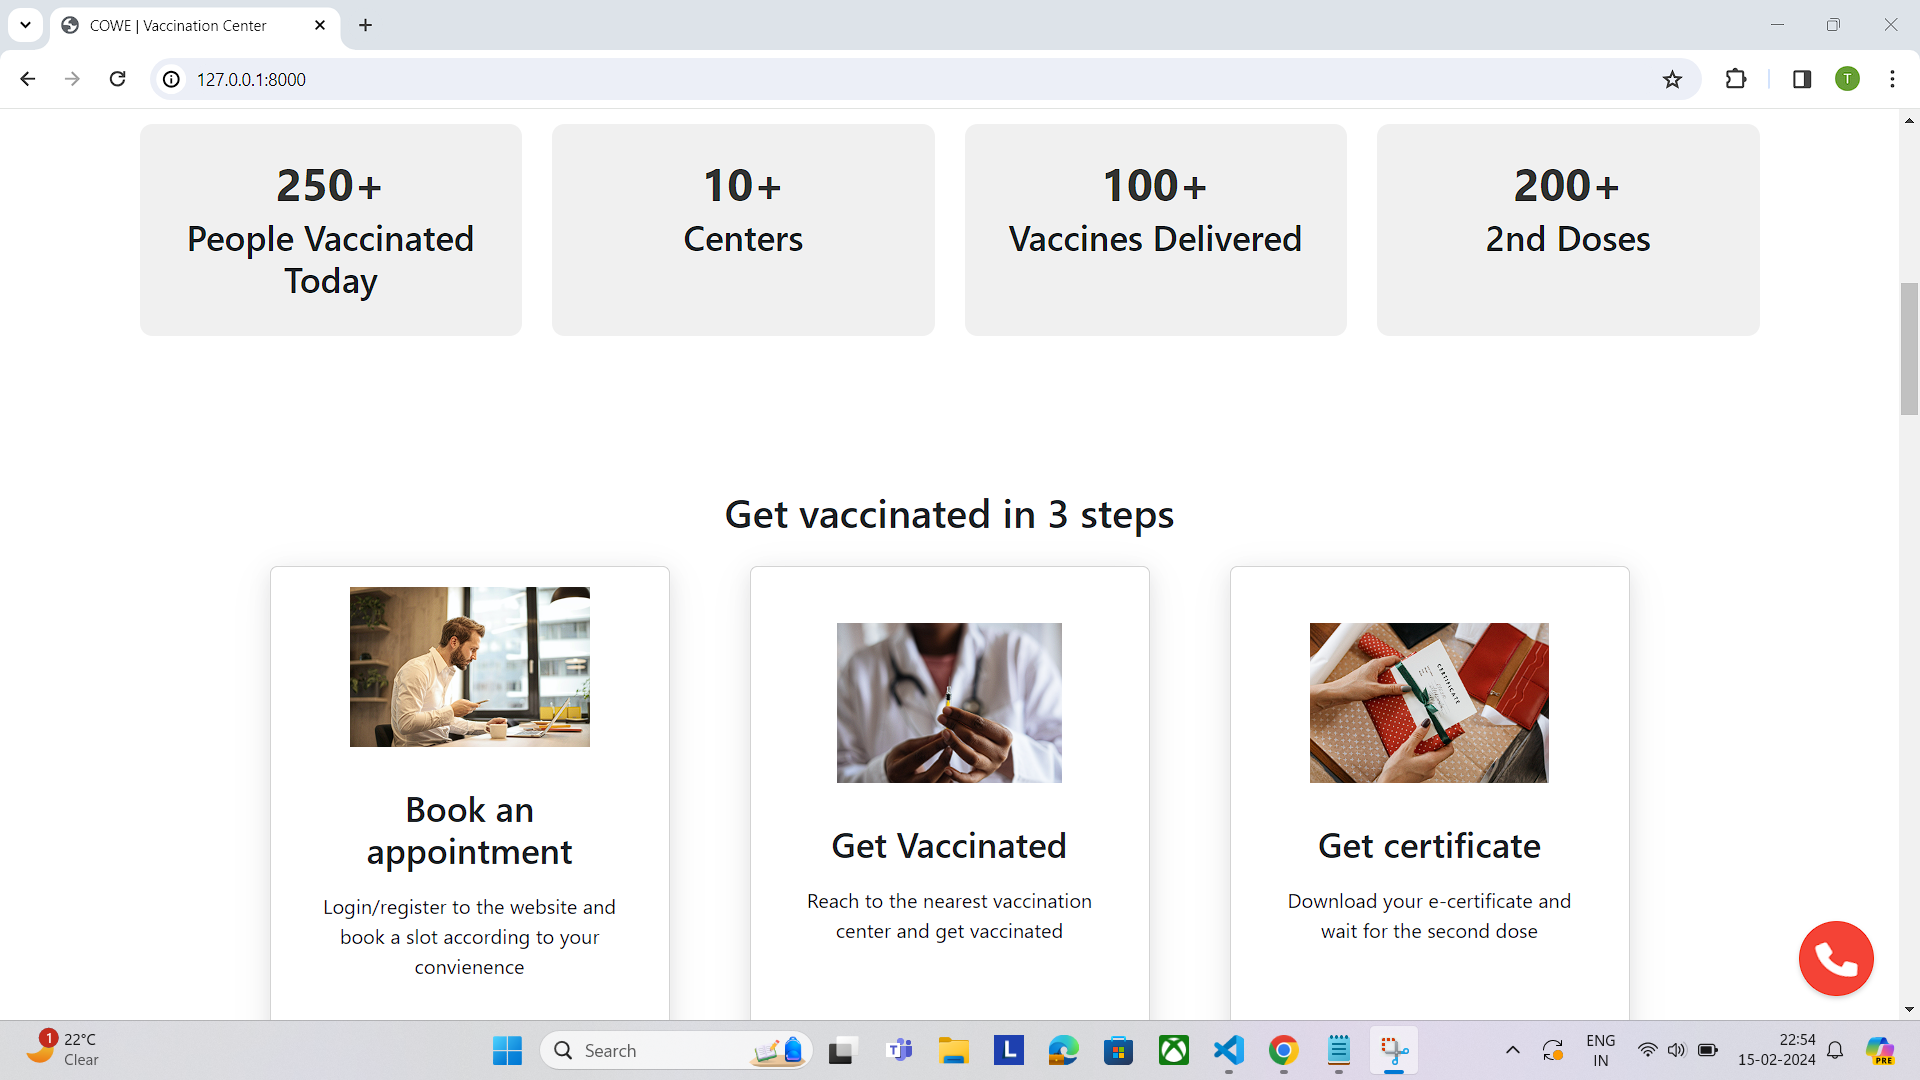 COWE | Vaccination Center
127.0.0.1:8000
T
250+
People Vaccinated
Today
10+
Centers
100+
Vaccines Delivered
200+
2nd Doses
Get vaccinated in 3 steps
CERTIFICATE
Book an
appointment
Login/register to the website and
book a slot according to your
convienence
Get Vaccinated
Reach to the nearest vaccination
center and get vaccinated
Get certificate
Download your e-certificate and
wait for the second dose
1
22°C
Clear
Search
T
L
PRE
ENG
IN
22:54
15-02-2024